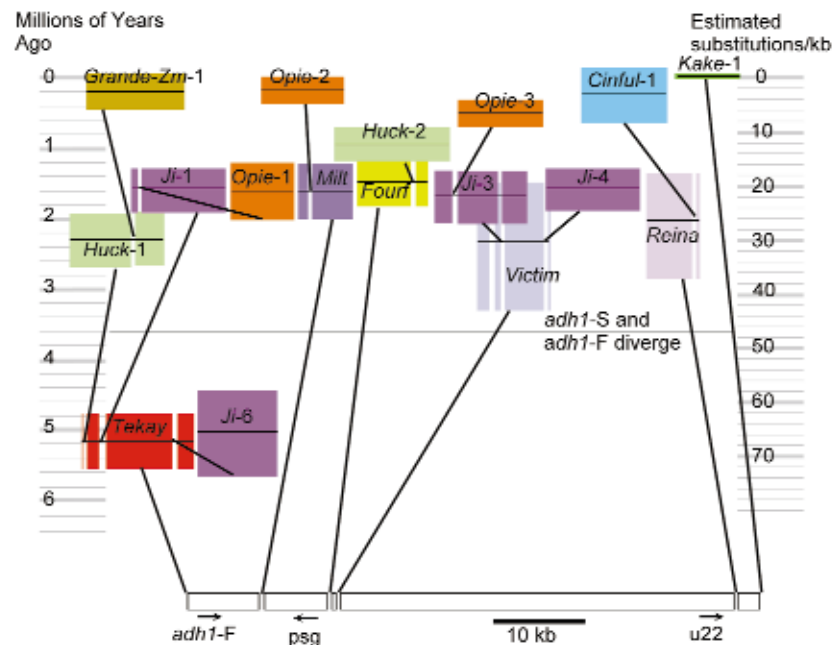 Millions of Years
Ago
Estimated
substitutions/kb
0
Grande-Zm-1
Opie-2
Opie-3
Cinful-1
Kake-1
0
10
1
Huck-2
Ji-1
Opie-1
Milt
Fourf
Ji-3
Ji-4
20
2
Huck-1
Reina
30
Victim
3
40
adh1-S and
adh1-F diverge
50
4
60
5
Tekay
Ji-6
70
6
adh1-F
psg
10 kb
u22